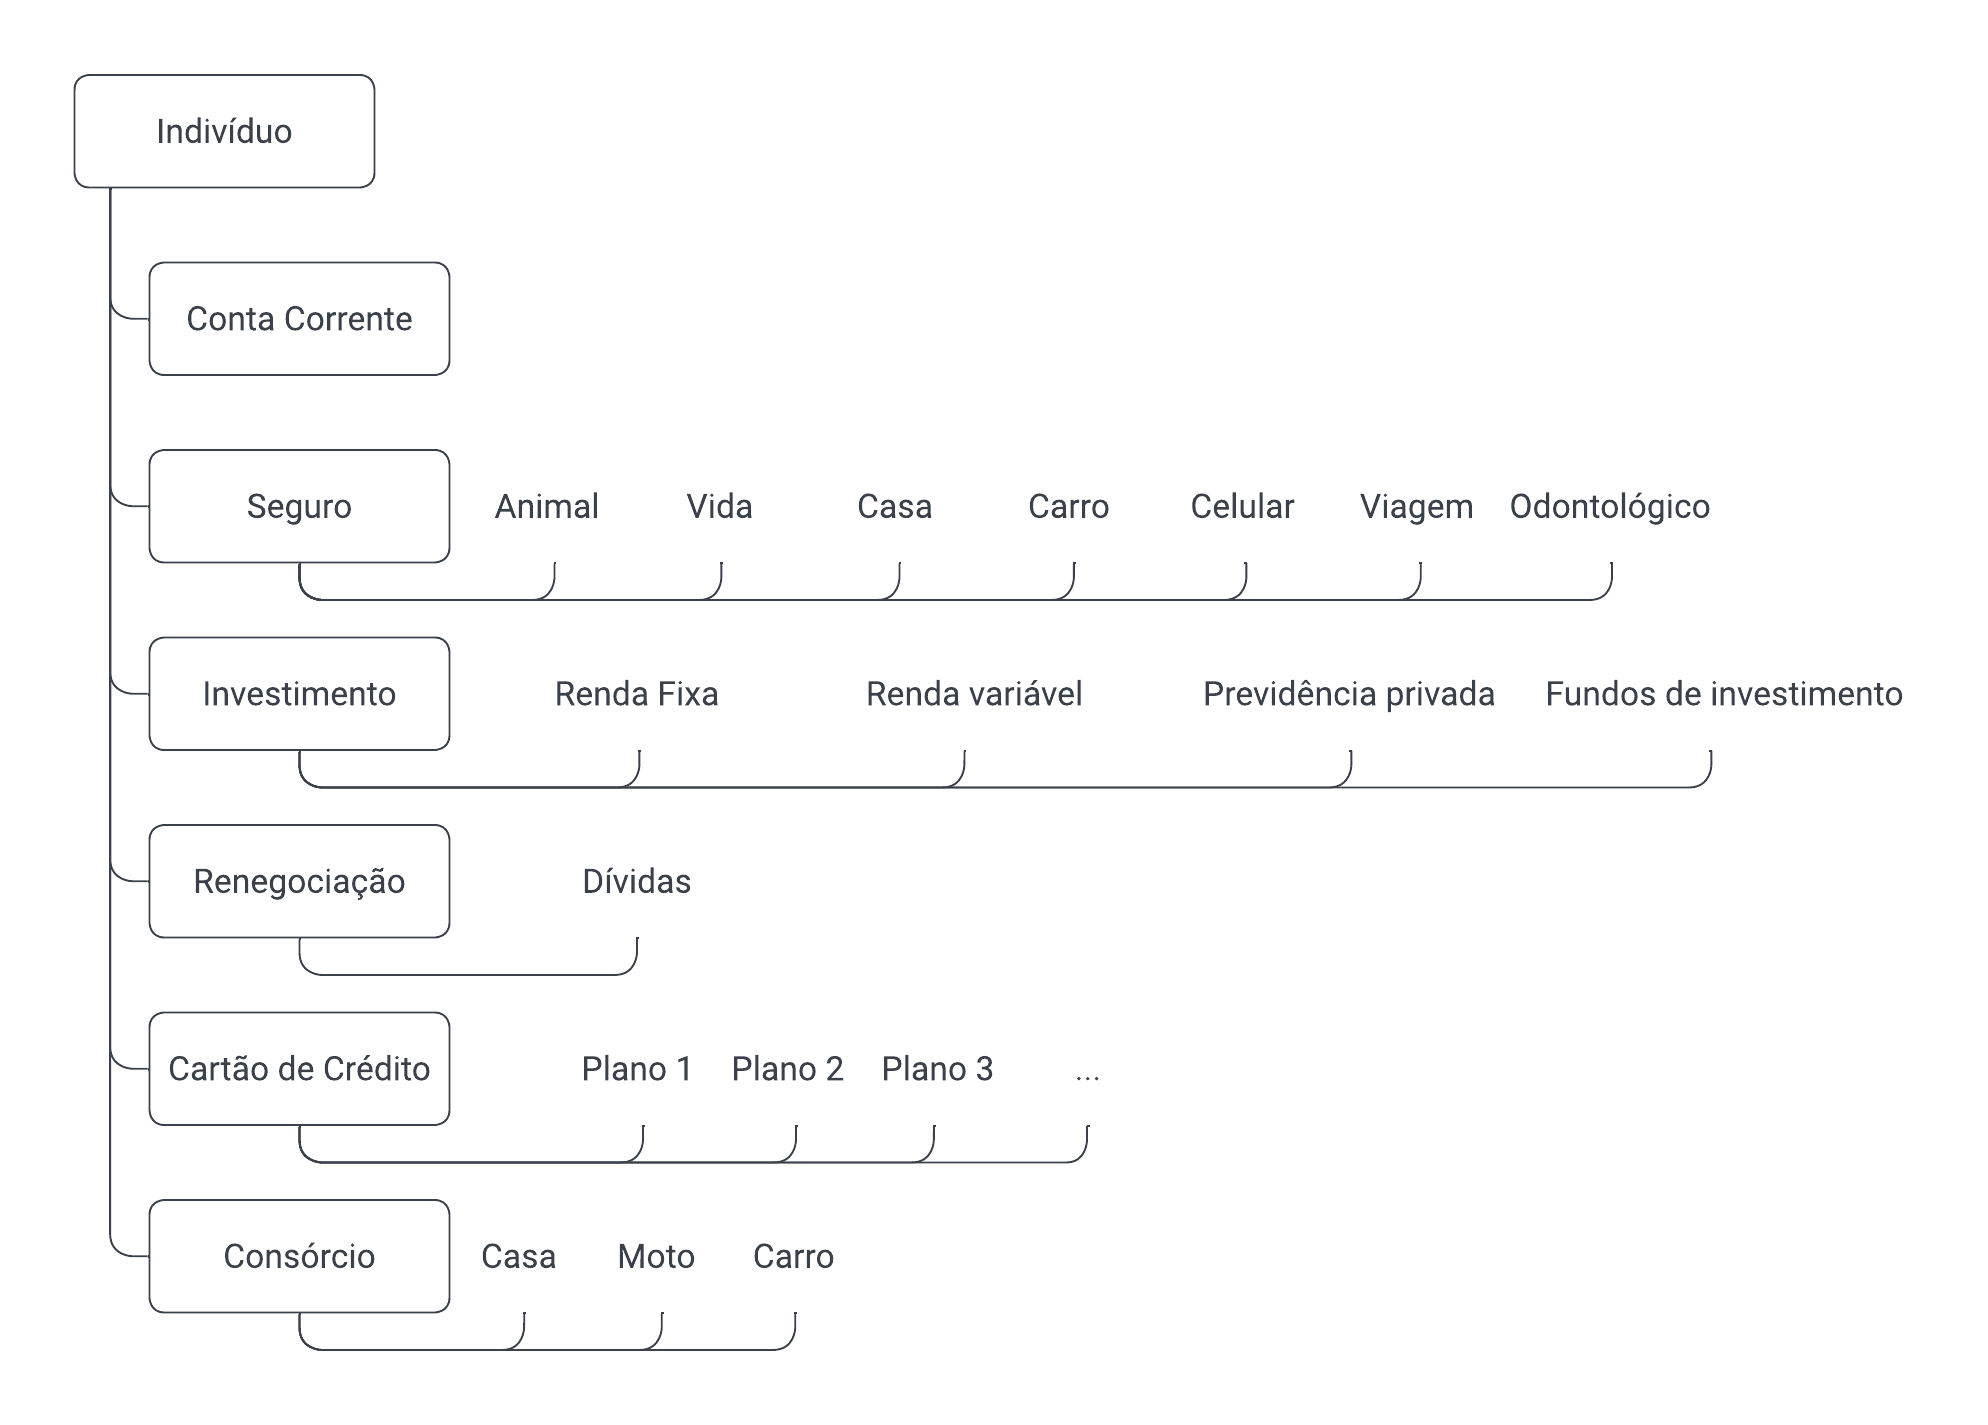 Indivíduo
Conta Corrente
Seguro Animal Vida Casa Carro Celular Viagem Odontológico
Investimento Renda Fixa Renda variável Previdência privada Fundos de investimento
Renegociação Dívidas
Cartão de Crédito Plano 1 Plano 2 Plano 3 ...
Consórcio Casa Moto Carro